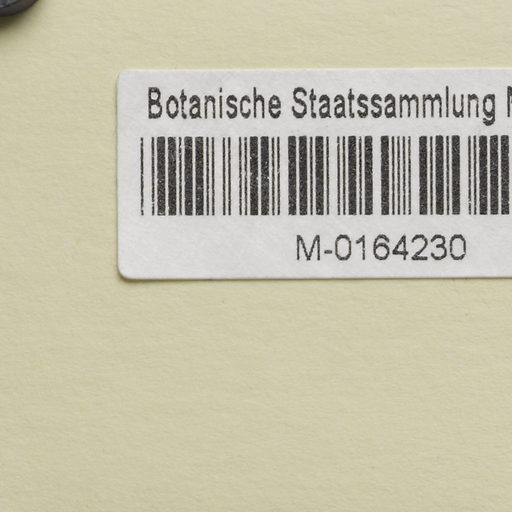 Botanische Staatssammlung
M-0164230